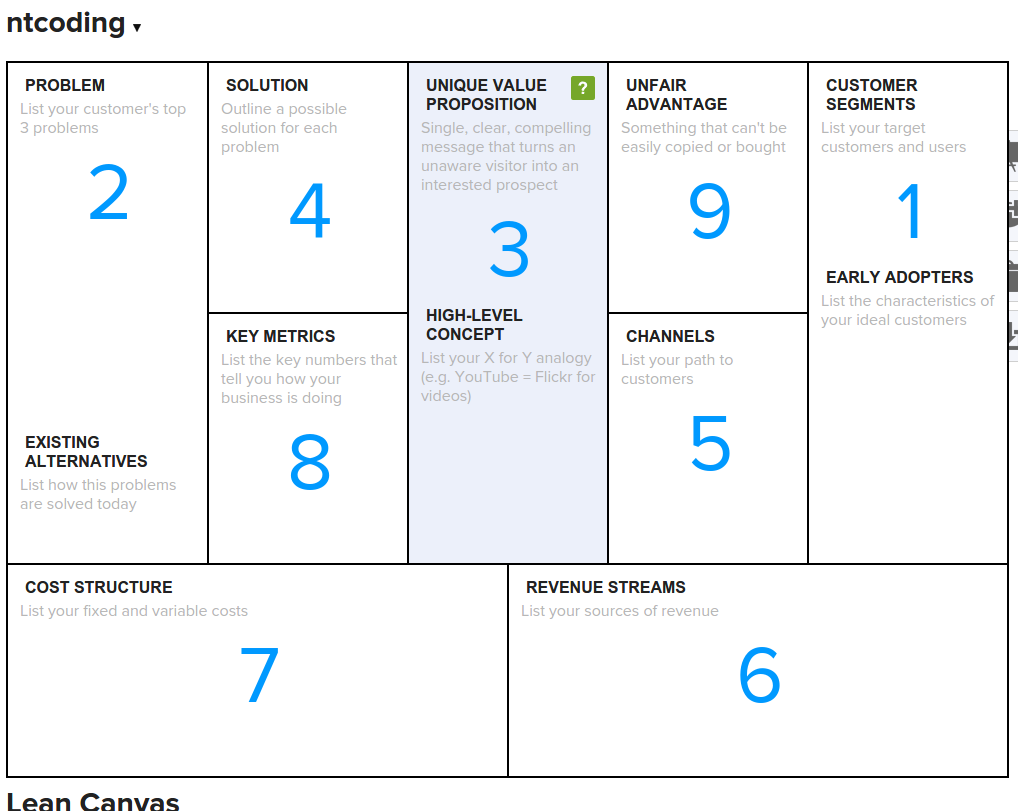 ntcoding ▼
PROBLEM
List your customer's top
3 problems
2
EXISTING
ALTERNATIVES
List how this problems
are solved today
SOLUTION
Outline a possible
solution for each
problem
4
KEY METRICS
List the key numbers that
tell you how your
business is doing
8
UNIQUE VALUE
PROPOSITION
?
Single, clear, compelling
message that turns an
unaware visitor into an
interested prospect
3
HIGH-LEVEL
CONCEPT
List your X for Y analogy
(e.g. YouTube = Flickr for
videos)
UNFAIR
ADVANTAGE
Something that can't be
easily copied or bought
9
CHANNELS
List your path to
customers
5
CUSTOMER
SEGMENTS
List your target
customers and users
1
EARLY ADOPTERS
List the characteristics of
your ideal customers
COST STRUCTURE
List your fixed and variable costs
7
REVENUE STREAMS
List your sources of revenue
6
Lean Canvas